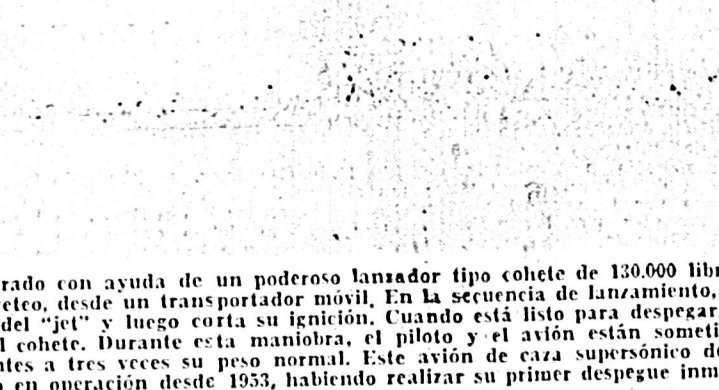 rado con ayuda de un poderoso lanzador tipo cohete de 130.000 libr
reteo, desde un transportador móvil. En la secuencia de lanzamiento,
del "jet" y luego corta su ignición. Cuando está listo para despegar
l cohete. Durante esta maniobra, el piloto y el avión están someti
ntes a tres veces su peso normal. Este avión de caza supersónico de
o en operación desde 1953, habiendo realizar su primer despegue inm